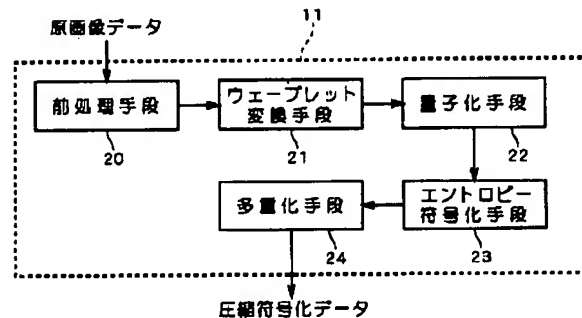 原画像データ
11
前処理手段
20
ウェーブレット
変換手段
21
量子化手段
22
多重化手段
24
エントロピー
符号化手段
23
圧縮符号化データ